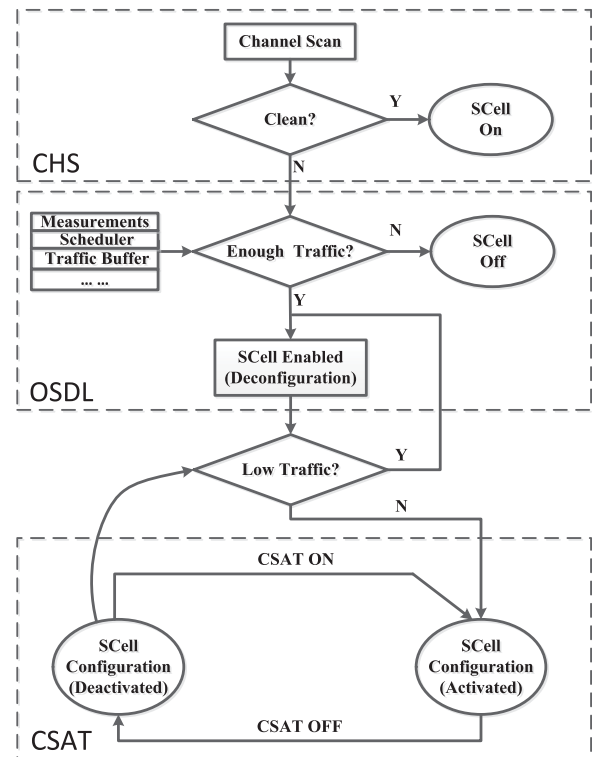 Channel Scan
Clean?
Y
SCell
On
CHS
N
Measurements
Scheduler
Traffic Buffer
... ...
Enough Traffic?
N
SCell
Off
Y
SCell Enabled
(Deconfiguration)
OSDL
Low Traffic?
Y
N
CSAT ON
SCell
Configuration
(Deactivated)
SCell
Configuration
(Activated)
CSAT OFF
CSAT